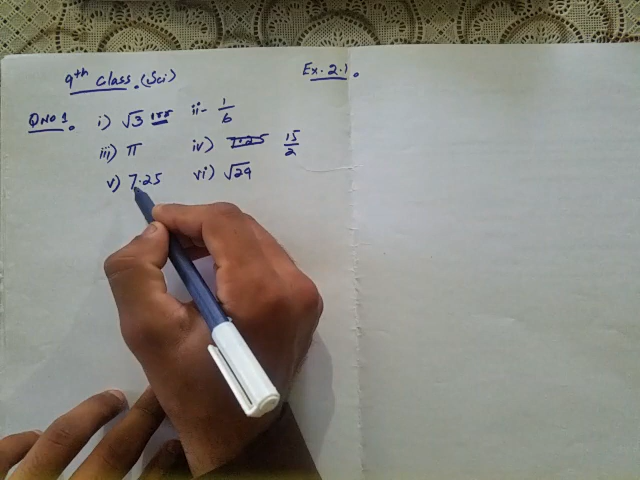 9th Class. (Sci)
Ex. 2.1.
Q NO 1. i) √3 ii- 1/6
iii) π iv) 15/2
v) 7.25 vi) √29